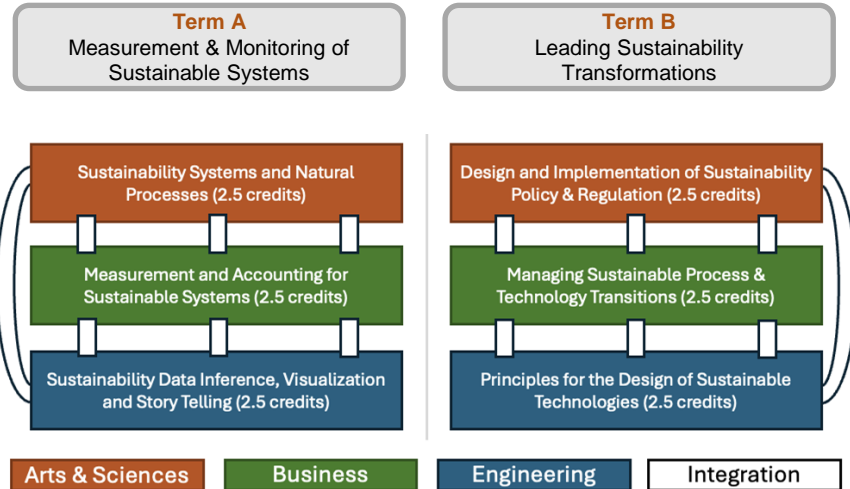 Term A
Measurement & Monitoring of
Sustainable Systems
Term B
Leading Sustainability
Transformations
Sustainability Systems and Natural
Processes (2.5 credits)
Measurement and Accounting for
Sustainable Systems (2.5 credits)
Sustainability Data Inference, Visualization
and Story Telling (2.5 credits)
Design and Implementation of Sustainability
Policy & Regulation (2.5 credits)
Managing Sustainable Process &
Technology Transitions (2.5 credits)
Principles for the Design of Sustainable
Technologies (2.5 credits)
Arts & Sciences
Business
Engineering
Integration